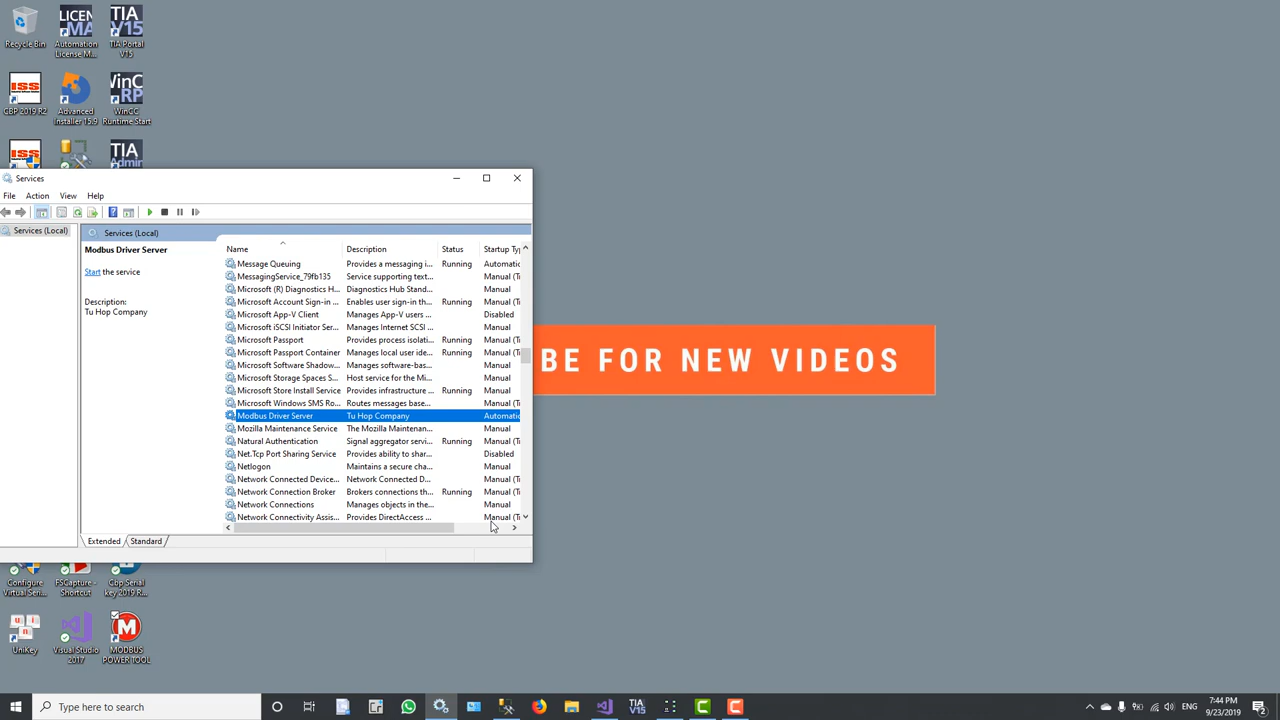 Recycle Bin
LICEN
MA
Automation
License M...
TIA
V15
TIA Portal
V15
ISS
CBP 2019 R2
Advanced
Installer 15.9
WinC
RP
WinCC
Runtime Start
ISS
TIA
Admin
Services
File Action View Help
Services (Local)
Services (Local)
Modbus Driver Server
Start the service
Description:
Tu Hop Company
Name Description Status Startup Typ
Message Queuing Provides a messaging i... Running Automatic
MessagingService_79fb135 Service supporting text... Manual (T
Microsoft (R) Diagnostics H... Diagnostics Hub Stand... Manual
Microsoft Account Sign-in ... Enables user sign-in th... Running Manual (T
Microsoft App-V Client Manages App-V users ... Disabled
Microsoft iSCSI Initiator Ser... Manages Internet SCSI ... Manual
Microsoft Passport Provides process isolati... Running Manual (T
Microsoft Passport Container Manages local user ide... Running Manual (T
Microsoft Software Shadow... Manages software-bas... Manual
Microsoft Storage Spaces S... Host service for the Mi... Manual
Microsoft Store Install Service Provides infrastructure ... Running Manual
Microsoft Windows SMS Ro... Routes messages base... Manual (T
Modbus Driver Server Tu Hop Company Automatic
Mozilla Maintenance Service The Mozilla Maintenan... Manual
Natural Authentication Signal aggregator servi... Running Manual (T
Net.Tcp Port Sharing Service Provides ability to shar... Disabled
Netlogon Maintains a secure cha... Manual
Network Connected Device... Network Connected D... Manual (T
Network Connection Broker Brokers connections th... Running Manual (T
Network Connections Manages objects in the... Manual
Network Connectivity Assis... Provides DirectAccess ... Manual (T
Extended Standard
BE FOR NEW VIDEOS
Configure
Virtual Seri...
FSCapture -
Shortcut
Cbp Serial
key 2019 R...
UniKey
Visual Studio
2017
M
MODBUS
POWER TOOL
Type here to search
TIA
V15
7:44 PM
9/23/2019
2